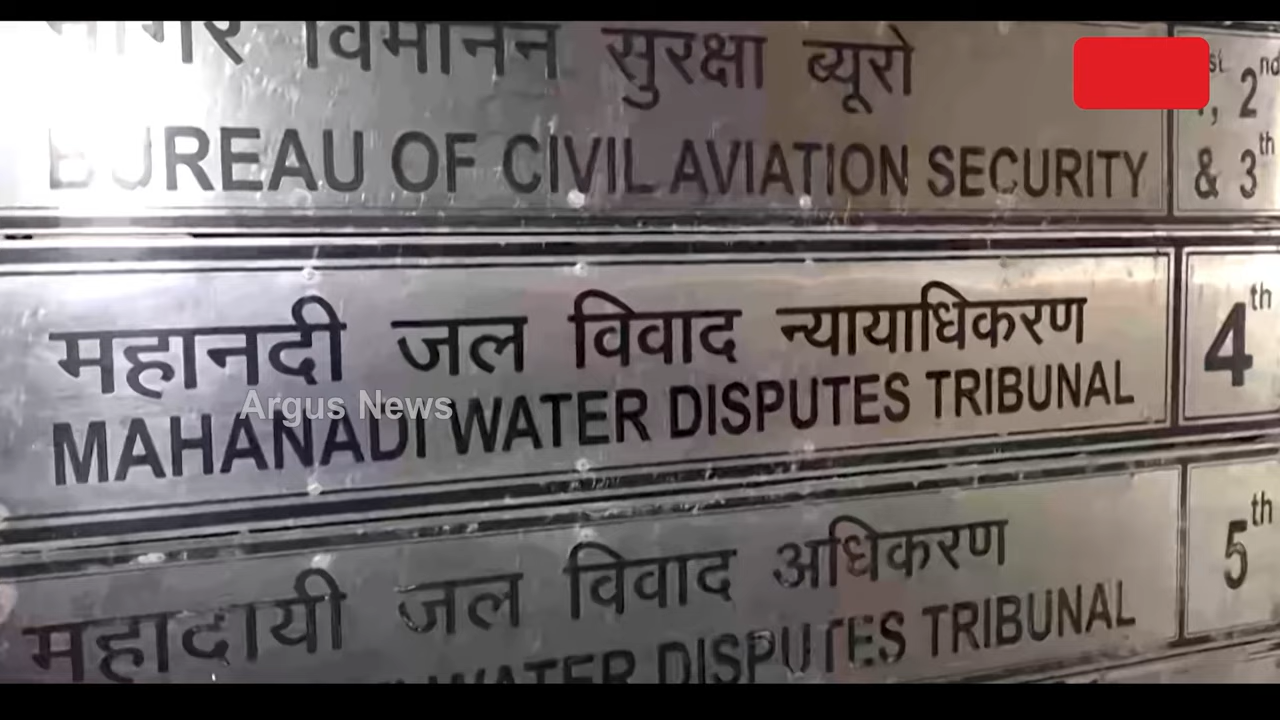 विमानन सुरक्षा ब्यूरो
BUREAU OF CIVIL AVIATION SECURITY
2nd
& 3th
महानदी जल विवाद न्यायाधिकरण
MAHANADI WATER DISPUTES TRIBUNAL
4th
Argus News
महादायी जल विवाद अधिकरण
WATER DISPUTES TRIBUNAL
5th